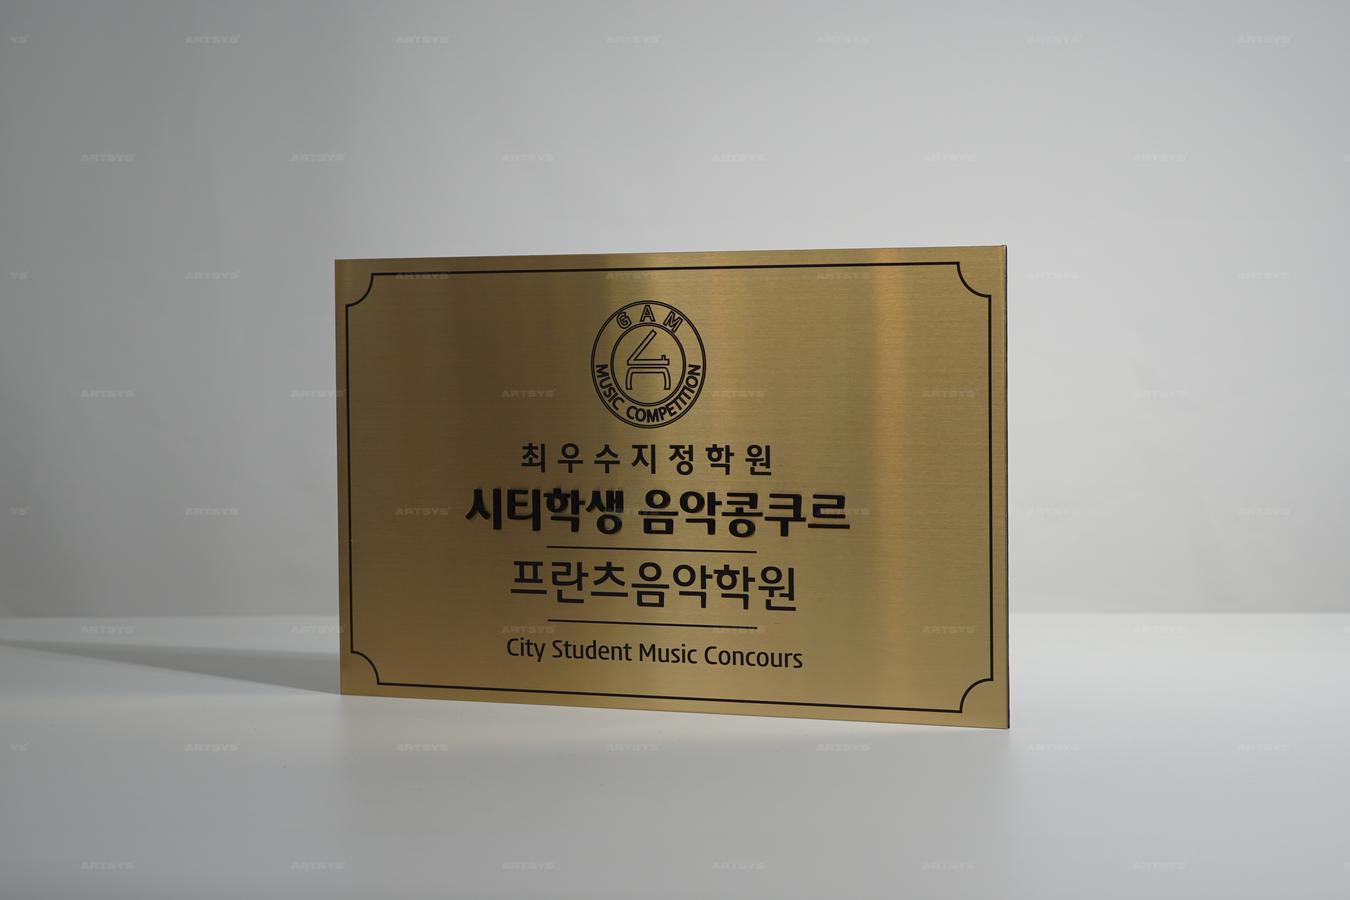 GAM
MUSIC COMPETITION
최우수지정학원
시티학생 음악콩쿠르
프란츠음악학원
City Student Music Concours
ARTSYS